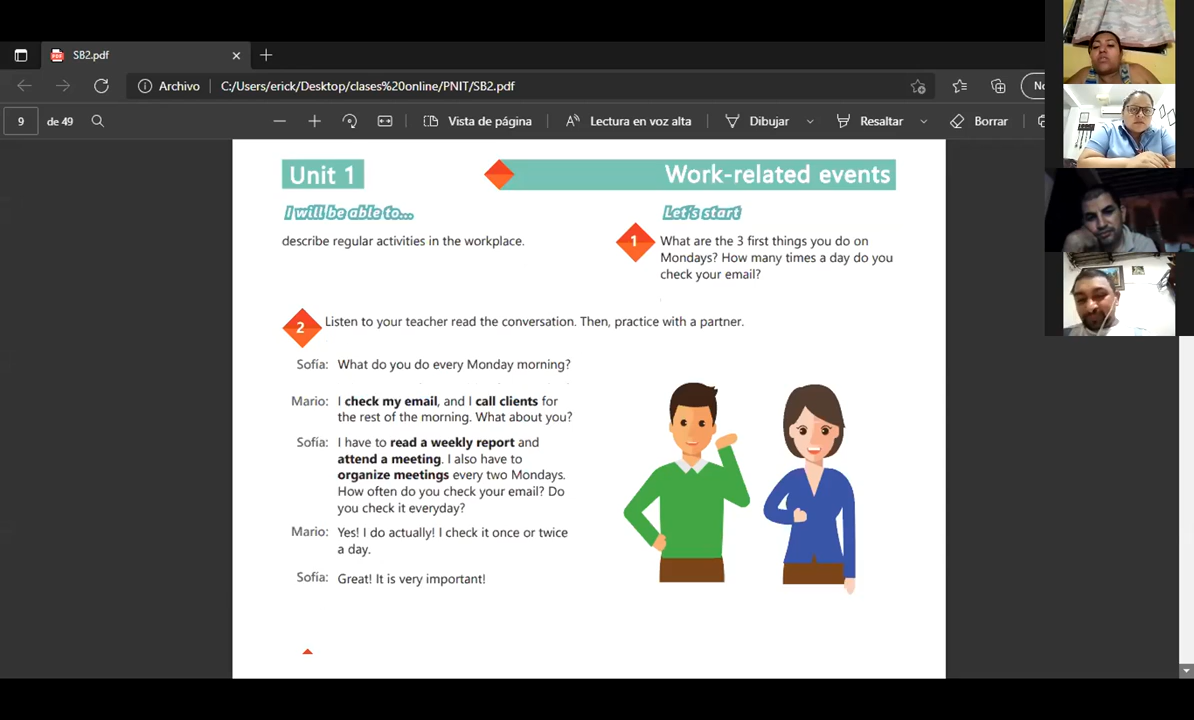 SB2.pdf
Archivo
C:/Users/erick/Desktop/clases%20online/PNIT/SB2.pdf
9 de 49
Vista de página
Lectura en voz alta
Dibujar
Resaltar
Borrar
Unit 1
Work-related events
I will be able to...
describe regular activities in the workplace.
Let's start
1
What are the 3 first things you do on
Mondays? How many times a day do you
check your email?
2
Listen to your teacher read the conversation. Then, practice with a partner.
Sofía: What do you do every Monday morning?
Mario: I check my email, and I call clients for
the rest of the morning. What about you?
Sofía: I have to read a weekly report and
attend a meeting. I also have to
organize meetings every two Mondays.
How often do you check your email? Do
you check it everyday?
Mario: Yes! I do actually! I check it once or twice
a day.
Sofía: Great! It is very important!